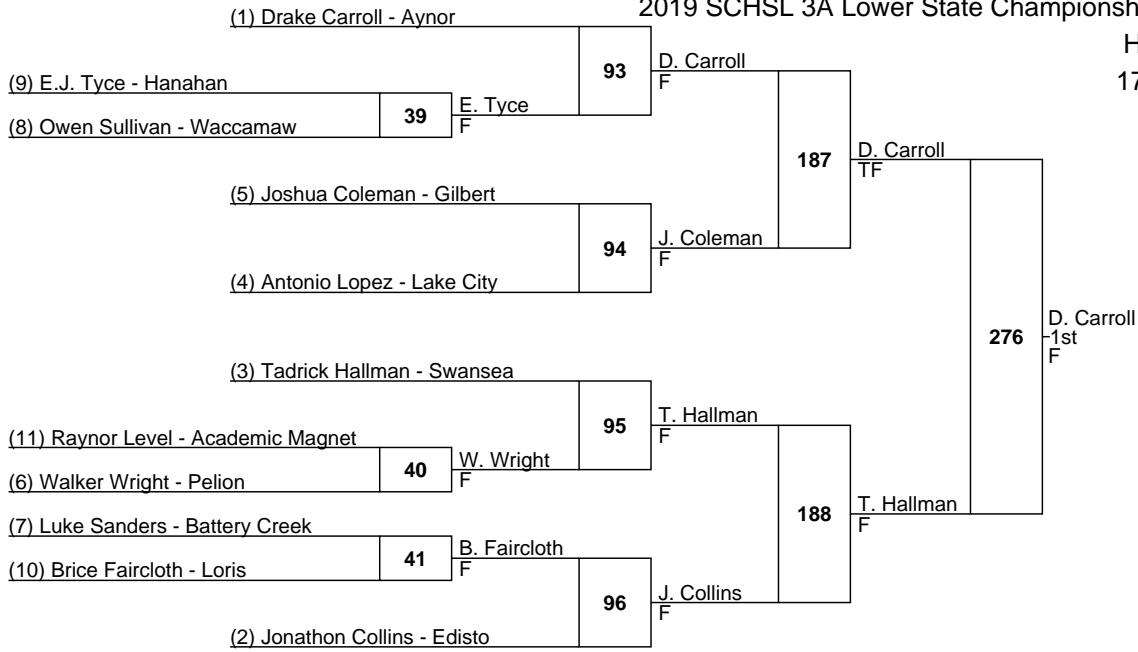 2019 SCHSL 3A Lower State Championsh
H
17
(1) Drake Carroll - Aynor
93
D. Carroll
F
(9) E.J. Tyce - Hanahan
39
E. Tyce
F
(8) Owen Sullivan - Waccamaw
187
D. Carroll
TF
(5) Joshua Coleman - Gilbert
94
J. Coleman
F
(4) Antonio Lopez - Lake City
276
D. Carroll
1st
F
(3) Tadrick Hallman - Swansea
95
T. Hallman
F
(11) Raynor Level - Academic Magnet
40
W. Wright
F
(6) Walker Wright - Pelion
188
T. Hallman
F
(7) Luke Sanders - Battery Creek
41
B. Faircloth
F
(10) Brice Faircloth - Loris
96
J. Collins
F
(2) Jonathon Collins - Edisto